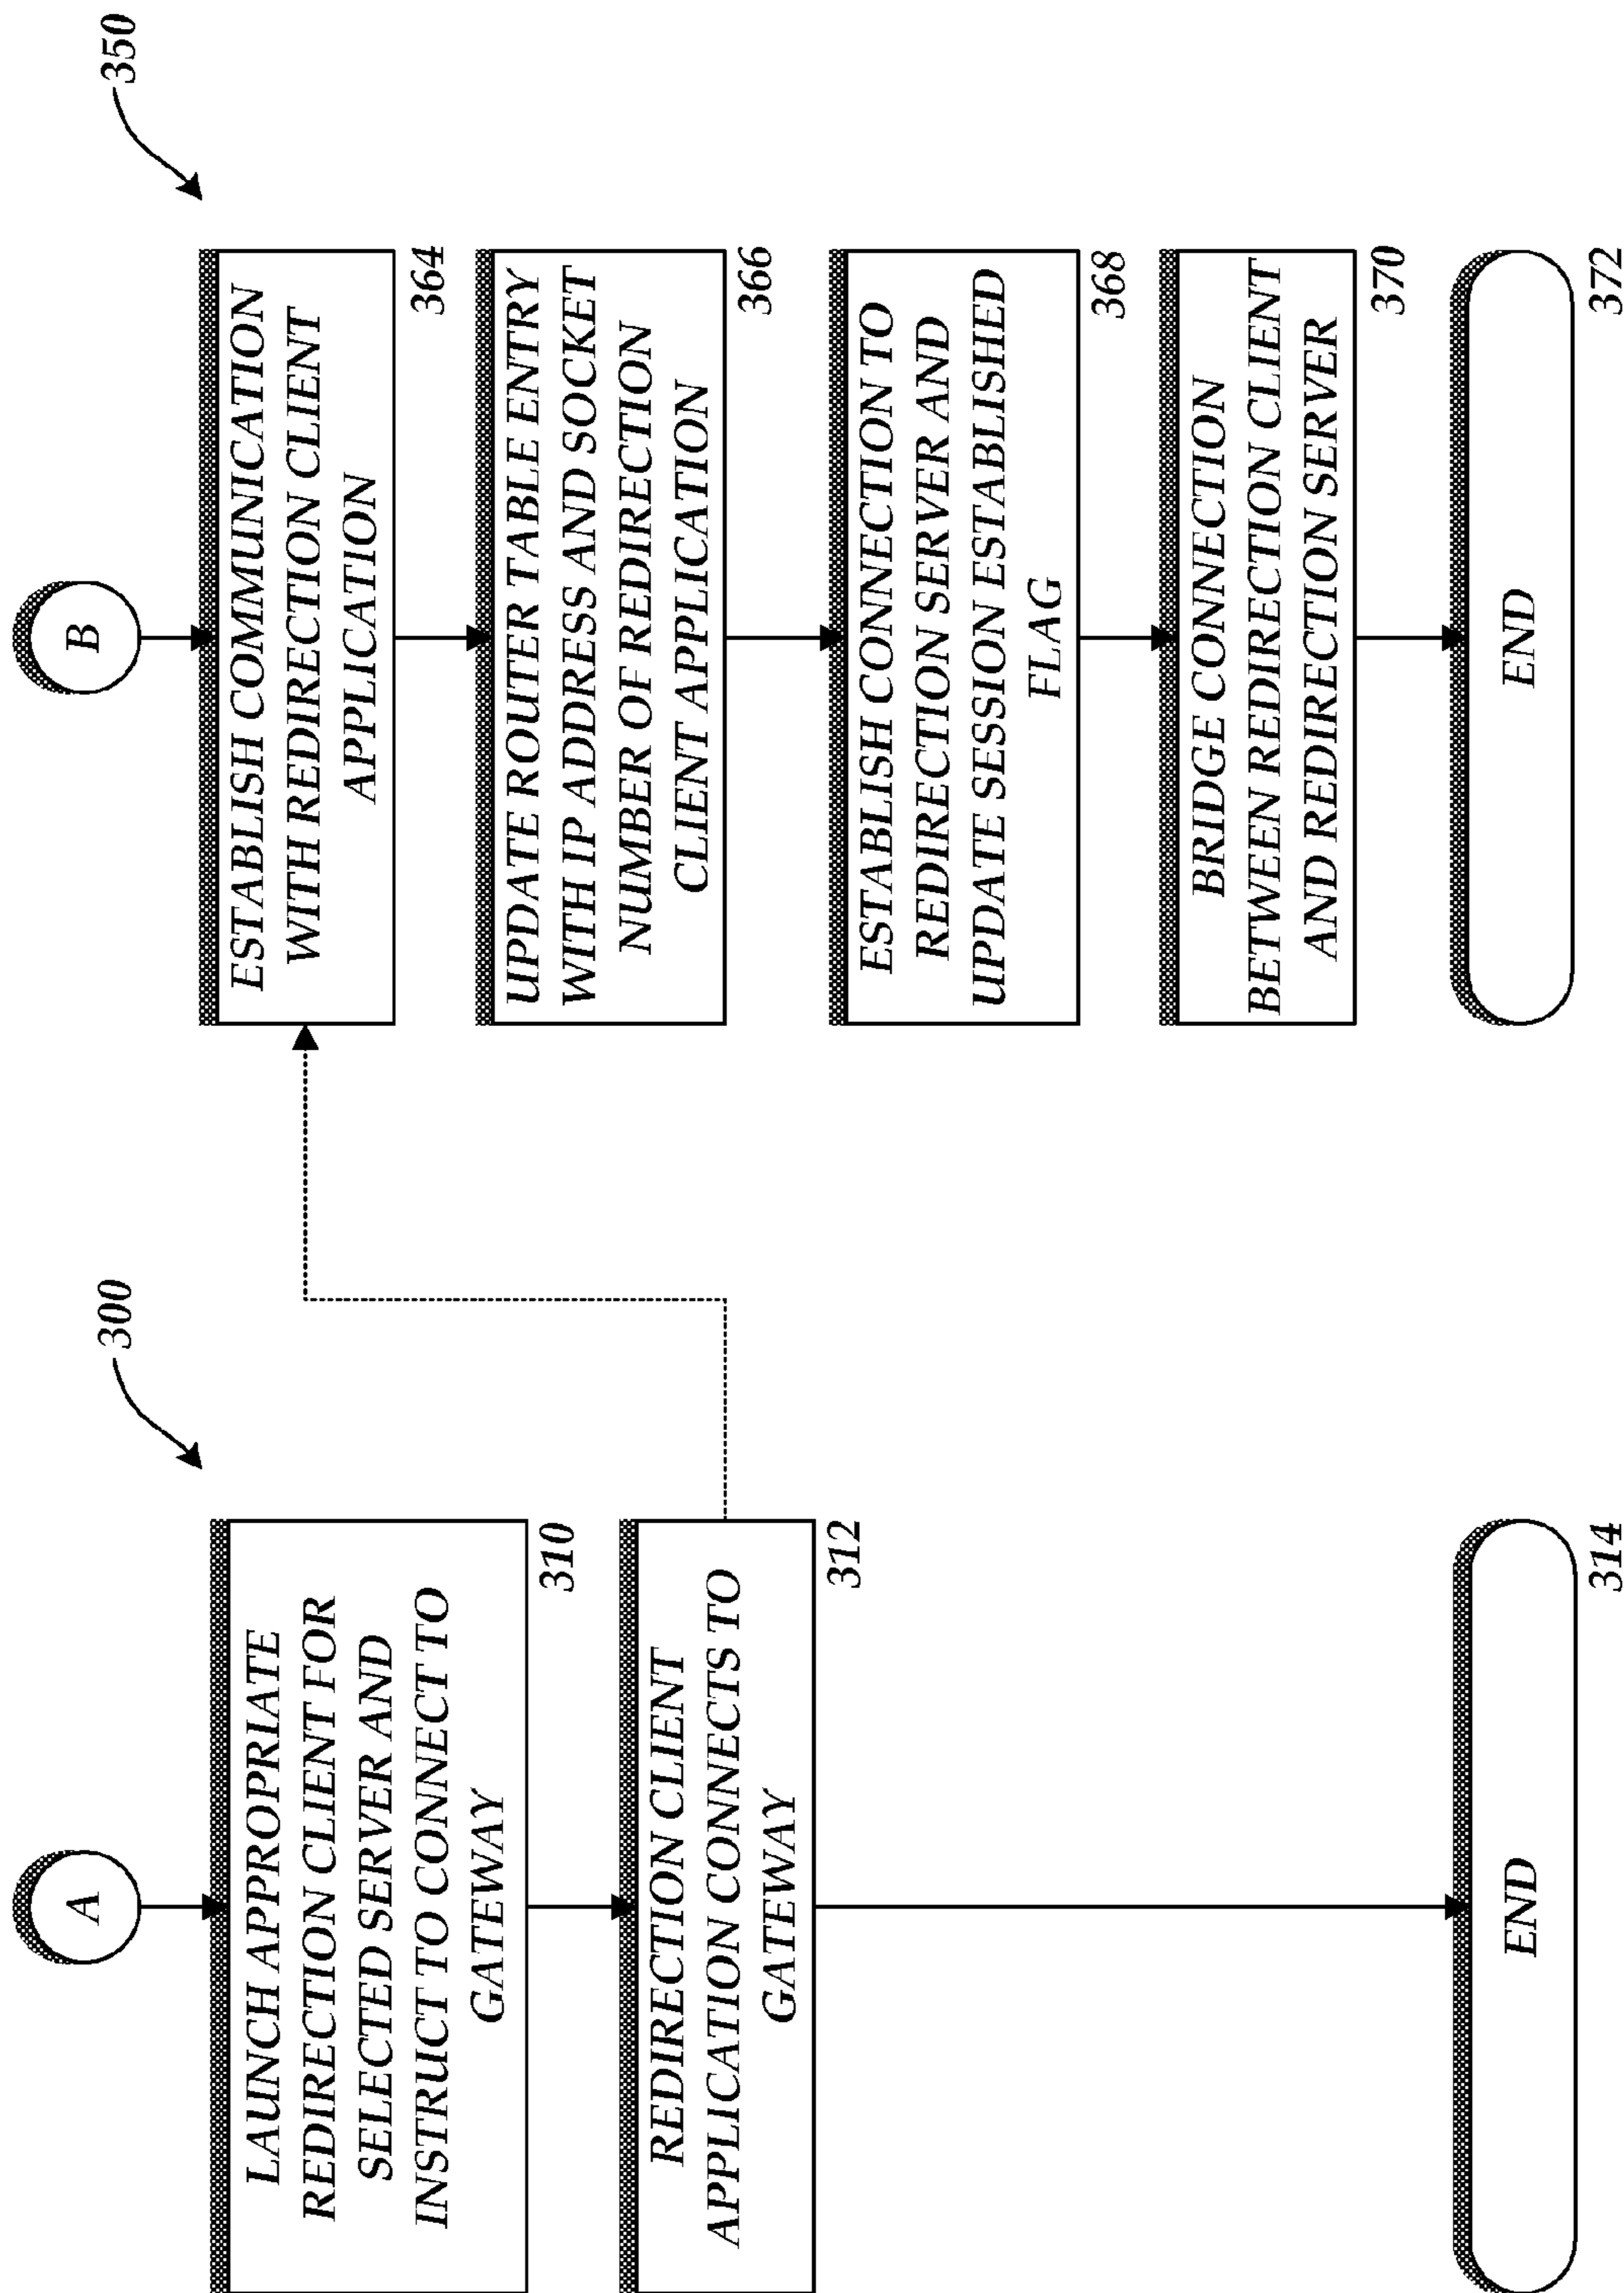 A
300
LAUNCH APPROPRIATE
REDIRECTION CLIENT FOR
SELECTED SERVER AND
INSTRUCT TO CONNECT TO
GATEWAY
310
REDIRECTION CLIENT
APPLICATION CONNECTS TO
GATEWAY
312
END
314
B
350
ESTABLISH COMMUNICATION
WITH REDIRECTION CLIENT
APPLICATION
364
UPDATE ROUTER TABLE ENTRY
WITH IP ADDRESS AND SOCKET
NUMBER OF REDIRECTION
CLIENT APPLICATION
366
ESTABLISH CONNECTION TO
REDIRECTION SERVER AND
UPDATE SESSION ESTABLISHED
FLAG
368
BRIDGE CONNECTION
BETWEEN REDIRECTION CLIENT
AND REDIRECTION SERVER
370
END
372